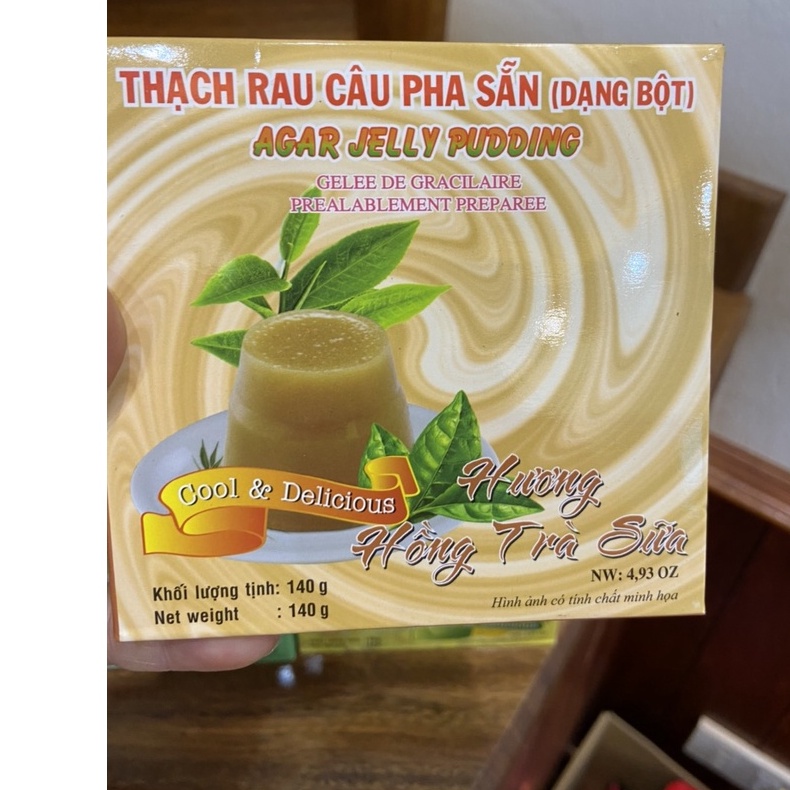 THẠCH RAU CÂU PHA SẴN (DẠNG BỘT)
AGAR JELLY PUDDING
GELEE DE GRACILAIRE
PREALABLEMENT PREPAREE
Cool & Delicious
Hương
Hồng Trà Sữa
NW: 4,93 OZ
Khối lượng tịnh: 140 g
Net weight : 140 g
Hình ảnh có tính chất minh họa